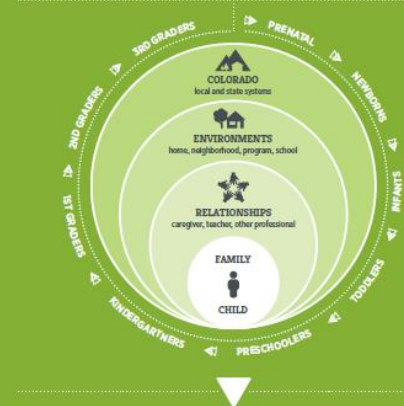 PRENATAL
NEWBORNS
INFANTS
TODDLERS
PRESCHOOLERS
KINDERGARTNERS
1ST GRADERS
2ND GRADERS
3RD GRADERS
COLORADO
local and state systems
ENVIRONMENTS
home, neighborhood, program, school
RELATIONSHIPS
caregiver, teacher, other professional
FAMILY
CHILD